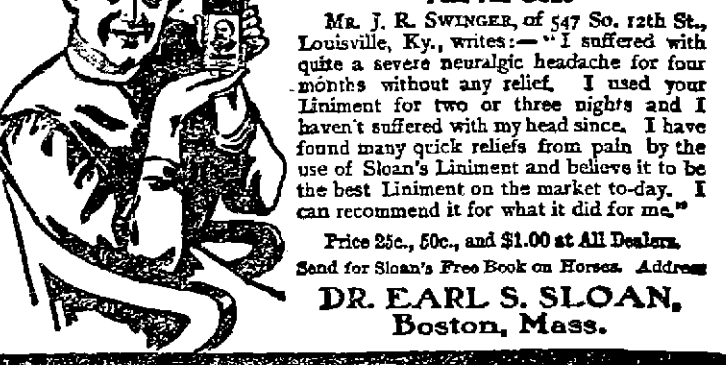 MR. J. R. SWINGER, of 547 So. 12th St.,
Louisville, Ky., writes:—"I suffered with
quite a severe neuralgic headache for four
months without any relief. I used your
Liniment for two or three nights and I
haven't suffered with my head since. I have
found many quick reliefs from pain by the
use of Sloan's Liniment and believe it to be
the best Liniment on the market to-day. I
can recommend it for what it did for me."
Price 25c., 50c., and $1.00 at All Dealers.
Send for Sloan's Free Book on Horses. Address
DR. EARL S. SLOAN,
Boston, Mass.